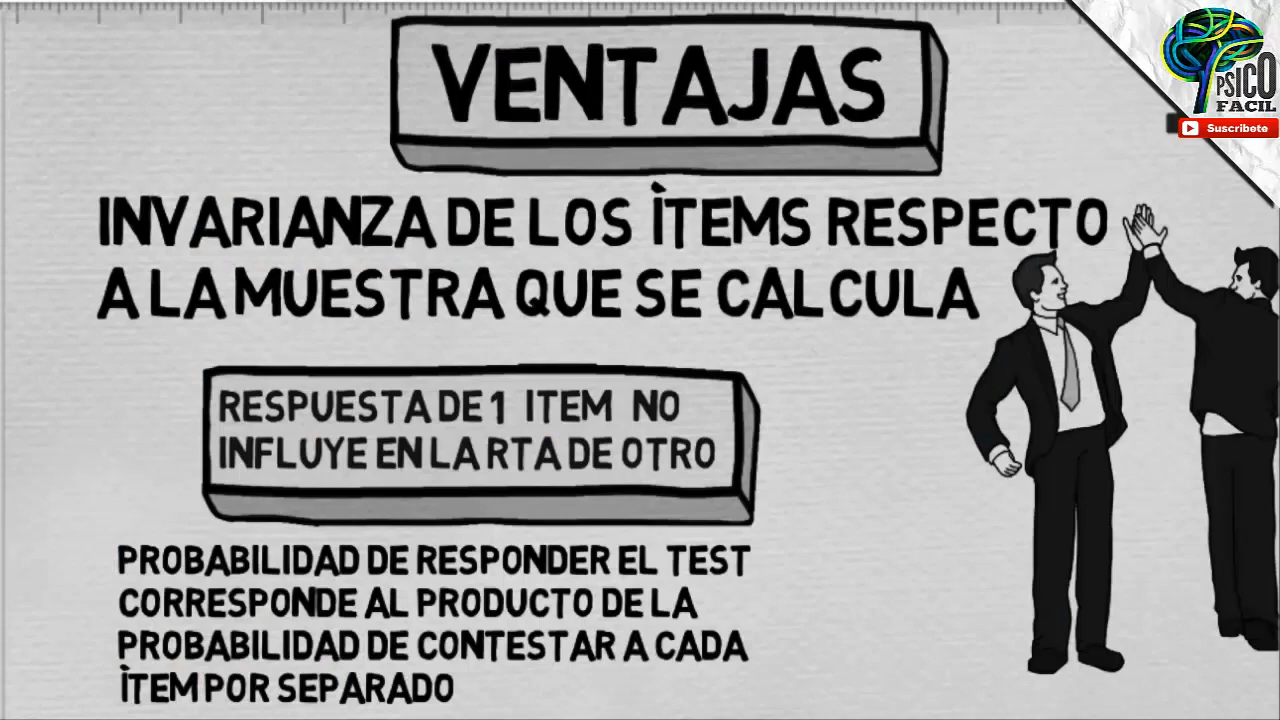 VENTAJAS
INVARIANZA DE LOS ÌTEMS RESPECTO
A LA MUESTRA QUE SE CALCULA
RESPUESTA DE 1 ITEM NO
INFLUYE EN LA RTA DE OTRO
PROBABILIDAD DE RESPONDER EL TEST
CORRESPONDE AL PRODUCTO DE LA
PROBABILIDAD DE CONTESTAR A CADA
ÌTEM POR SEPARADO
PSICO
FACIL
Suscribete